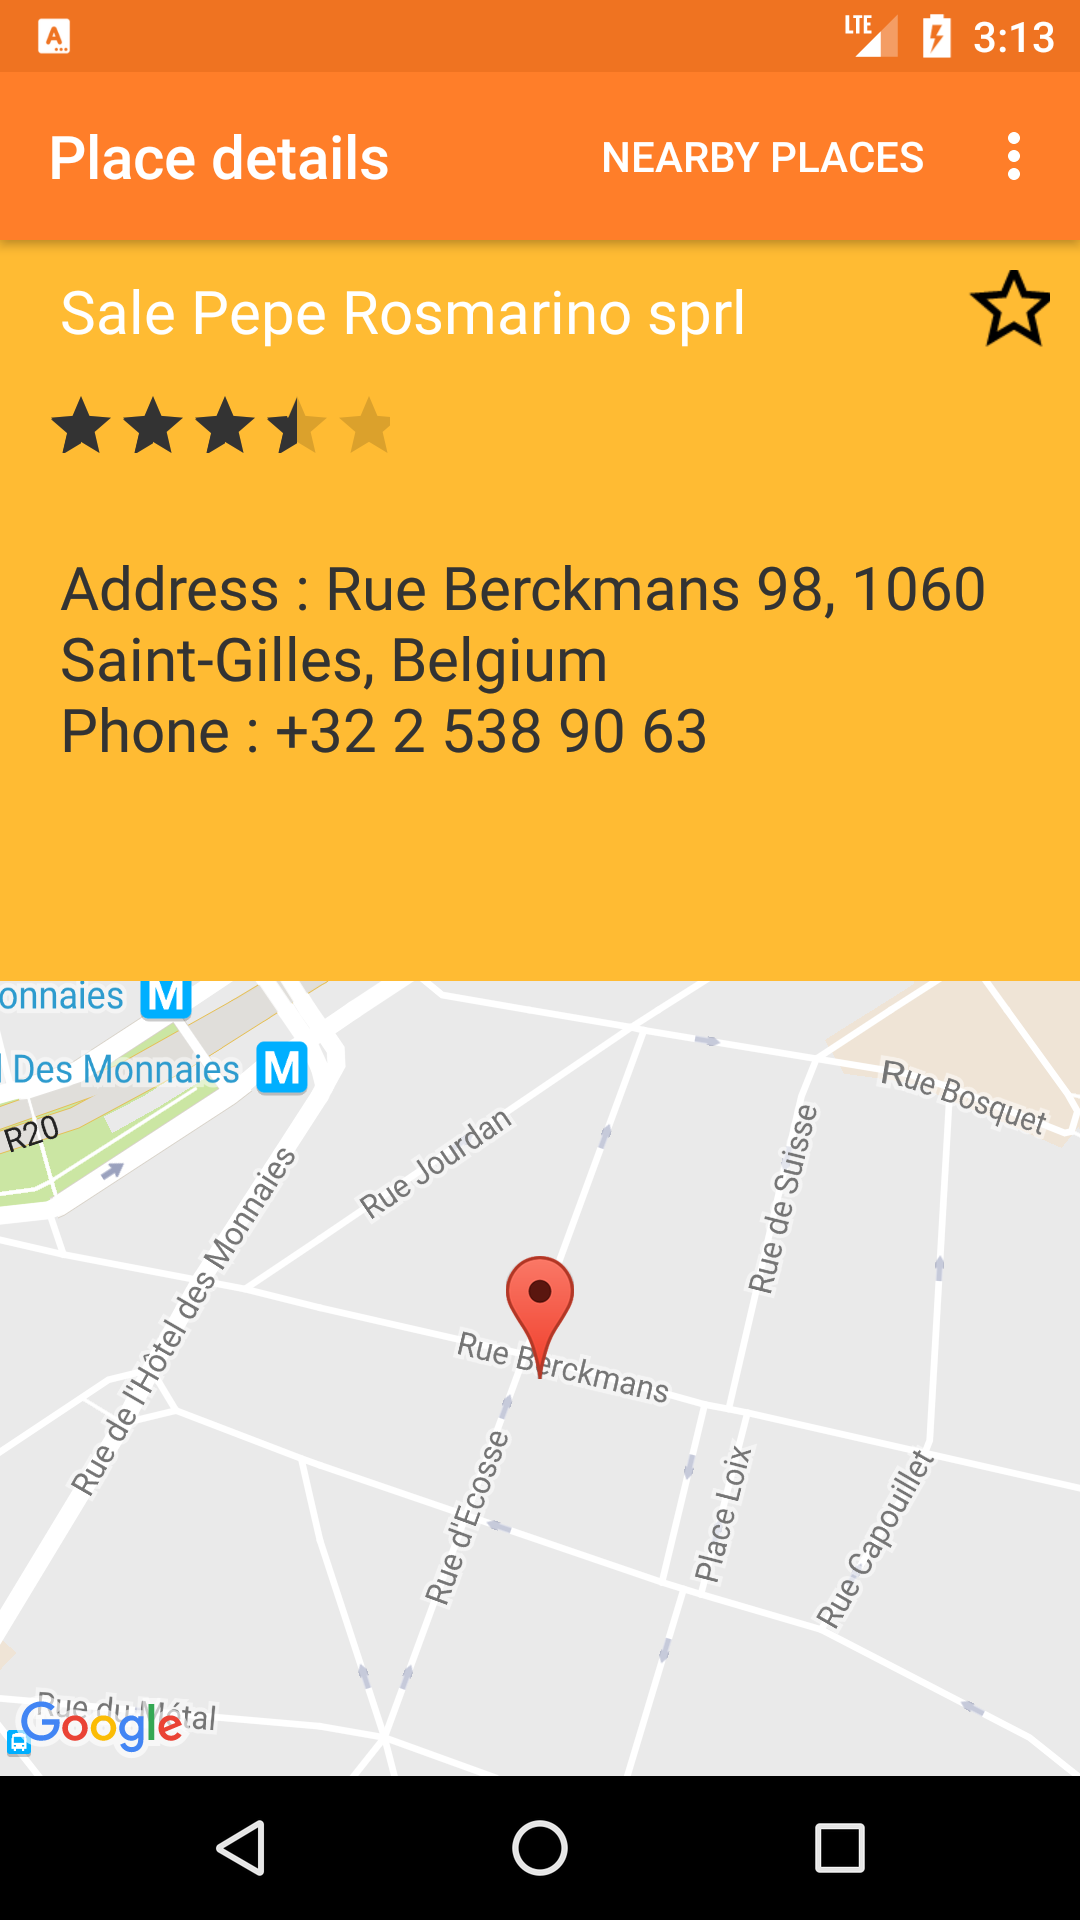 LTE 3:13
Place details NEARBY PLACES
Sale Pepe Rosmarino sprl
Address : Rue Berckmans 98, 1060
Saint-Gilles, Belgium
Phone : +32 2 538 90 63
onnaies M
Des Monnaies M
R20
Rue Bosquet
Rue Jourdan
Rue de Suisse
Rue de l'Hôtel des Monnaies
Rue Berckmans
Rue d'Ecosse
Place Loix
Rue Capouillet
Rue du Métal
Google